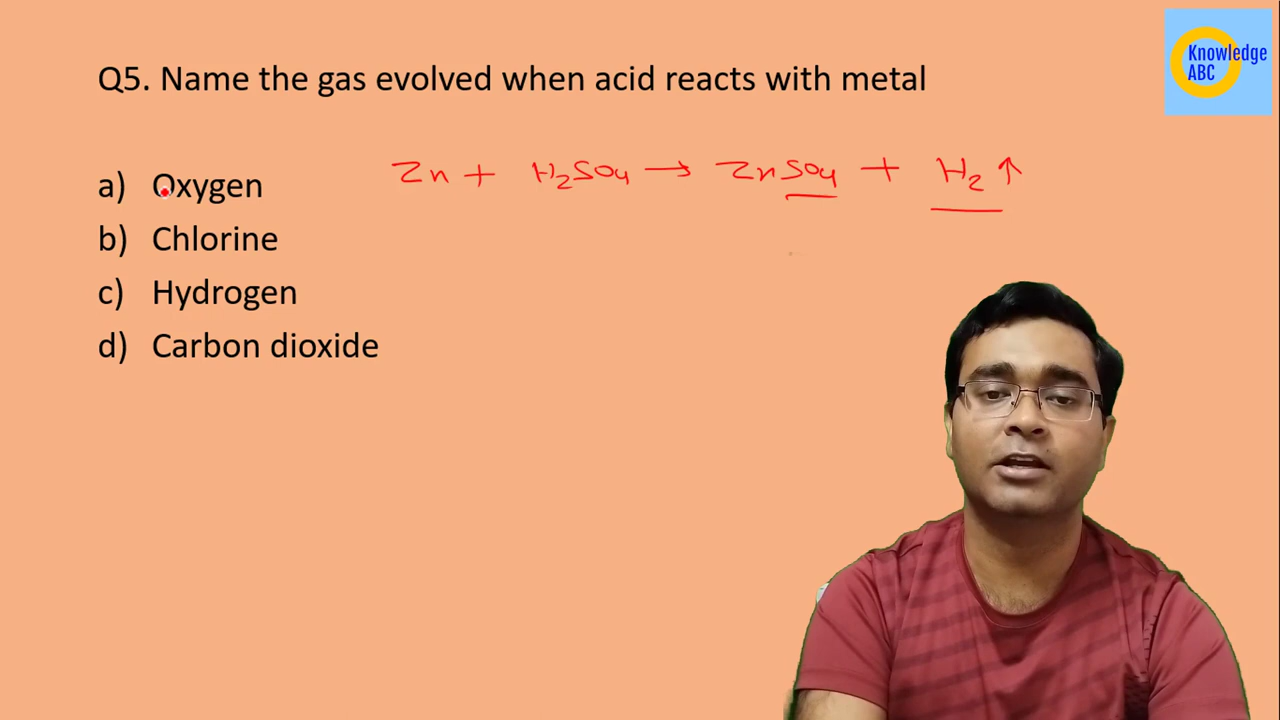 Knowledge
ABC
Q5. Name the gas evolved when acid reacts with metal
Zn + H₂SO₄ → ZnSO₄ + H₂ ↑
a) Oxygen
b) Chlorine
c) Hydrogen
d) Carbon dioxide